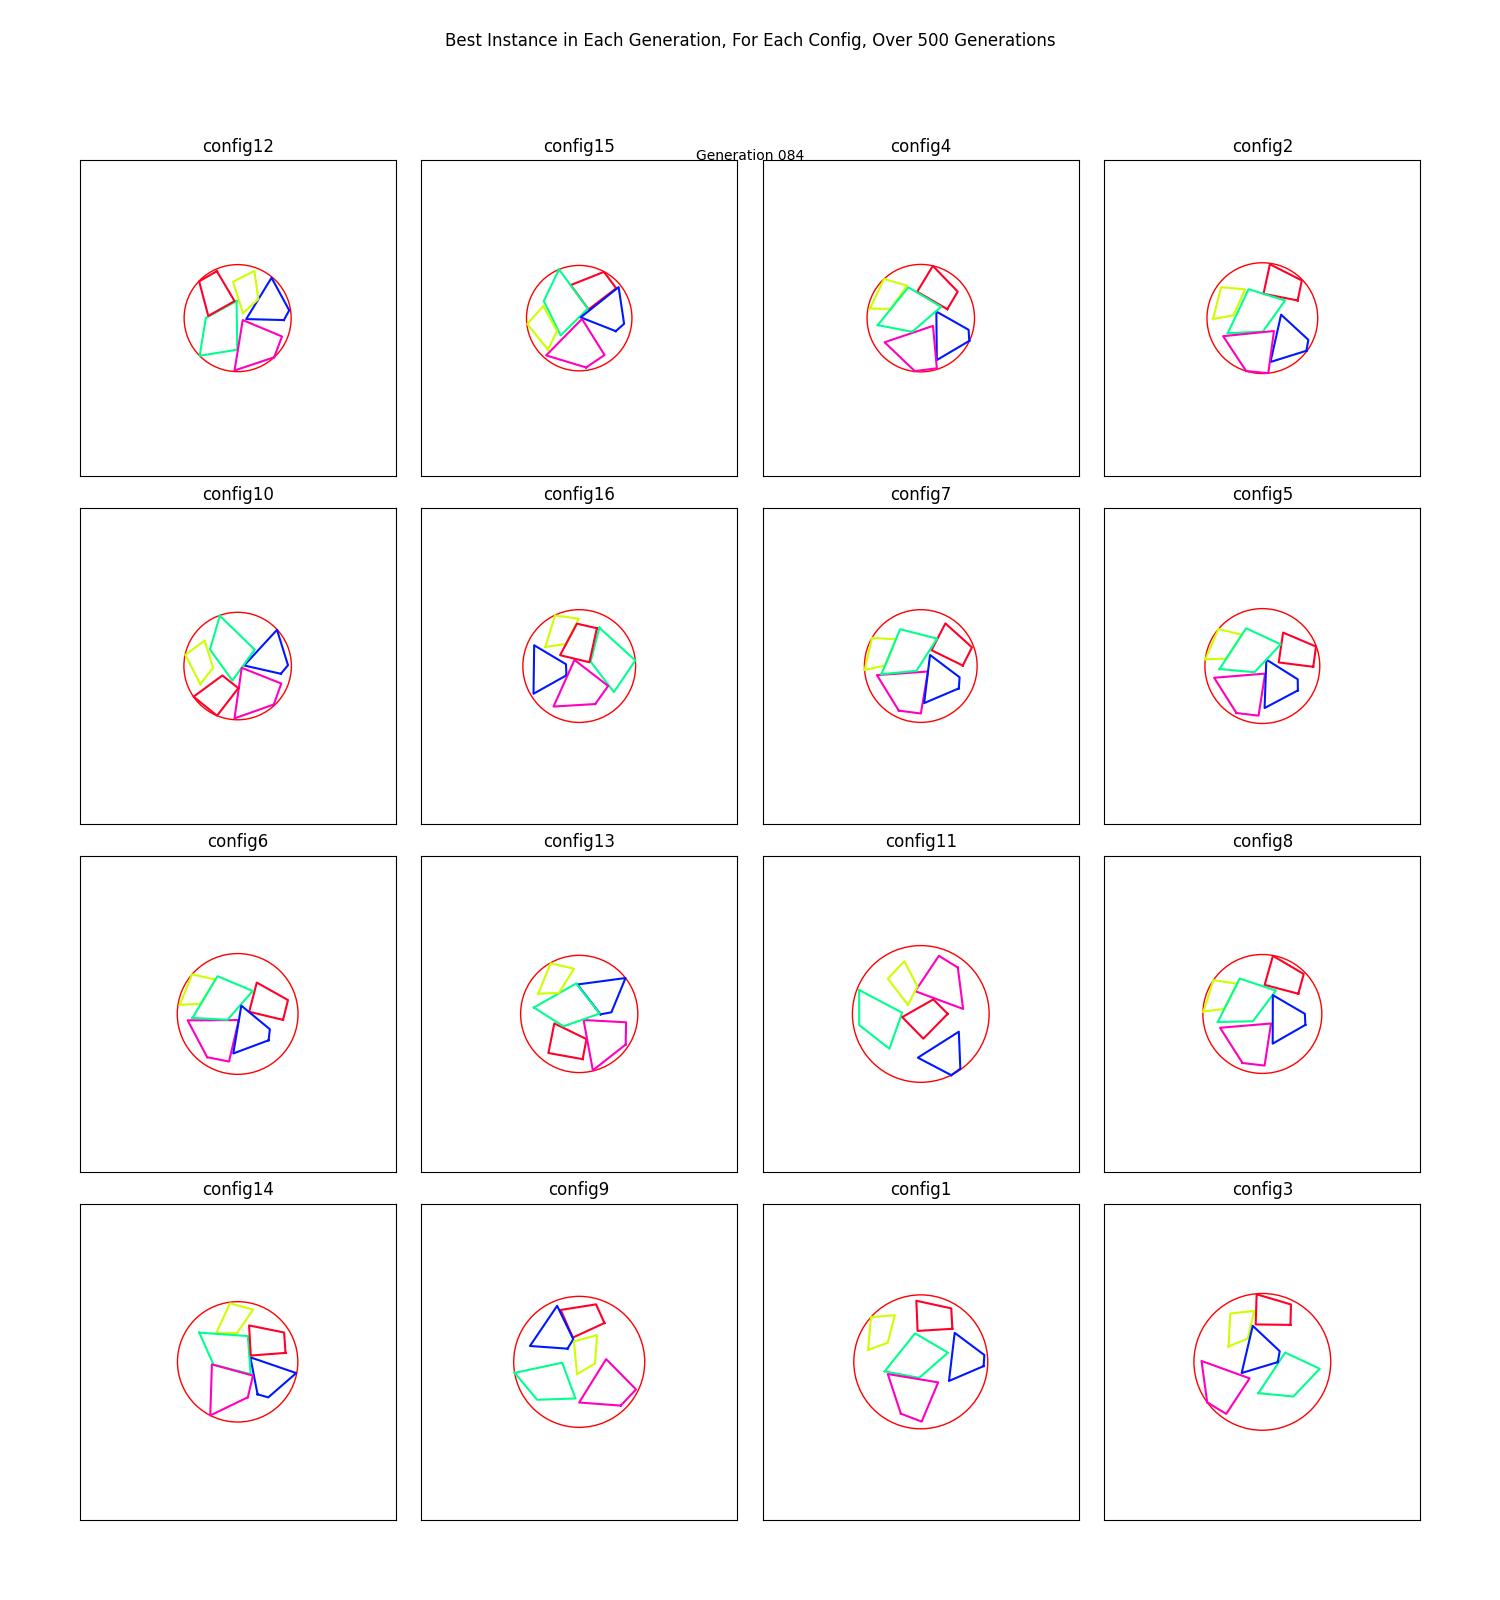 Best Instance in Each Generation, For Each Config, Over 500 Generations
Generation 084
config12
config15
config4
config2
config10
config16
config7
config5
config6
config13
config11
config8
config14
config9
config1
config3